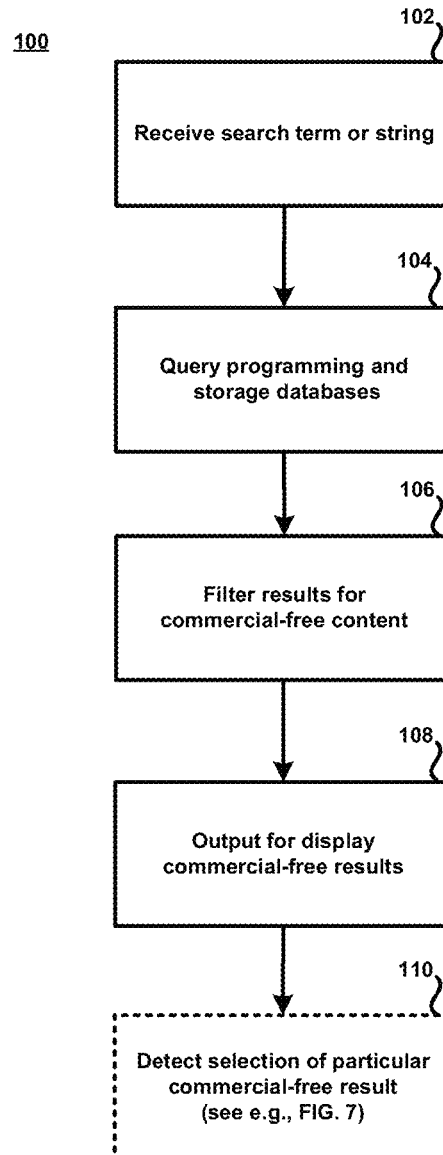 100
102
Receive search term or string
104
Query programming and
storage databases
106
Filter results for
commercial-free content
108
Output for display
commercial-free results
110
Detect selection of particular
commercial-free result
(see e.g., FIG. 7)